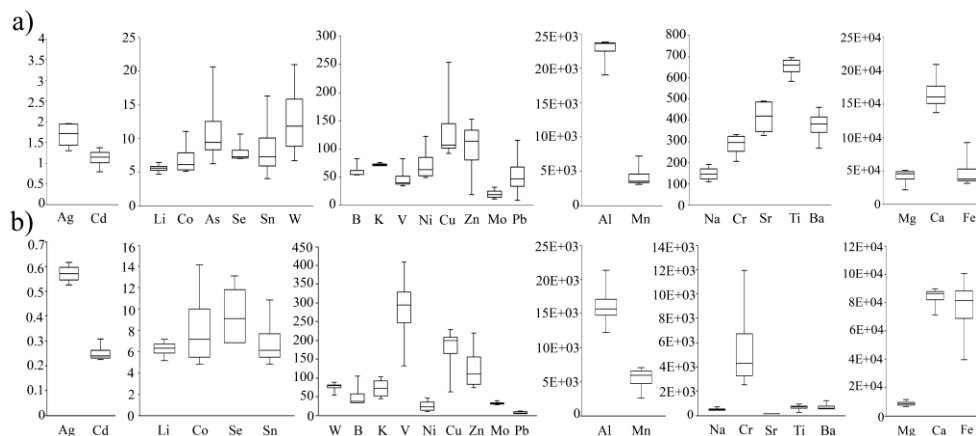 a)
4
3.5
3
2.5
2
1.5
1
0.5
0
Ag Cd
25
20
15
10
5
0
Li Co As Se Sn W
300
250
200
150
100
50
0
B K V Ni Cu Zn Mo Pb
25E+03
20E+03
15E+03
10E+03
5E+03
0
Al Mn
800
700
600
500
400
300
200
100
0
Na Cr Sr Ti Ba
25E+04
20E+04
15E+04
10E+04
5E+04
0
Mg Ca Fe
b)
0.7
0.6
0.5
0.4
0.3
0.2
0.1
0
Ag Cd
16
14
12
10
8
6
4
2
0
Li Co Se Sn
450
400
350
300
250
200
150
100
50
0
W B K V Ni Cu Zn Mo Pb
25E+03
20E+03
15E+03
10E+03
5E+03
0
Al Mn
14E+03
12E+03
10E+03
8E+03
6E+03
4E+03
2E+03
0
Na Cr Sr Ti Ba
12E+04
10E+04
8E+04
6E+04
4E+04
2E+04
0
Mg Ca Fe